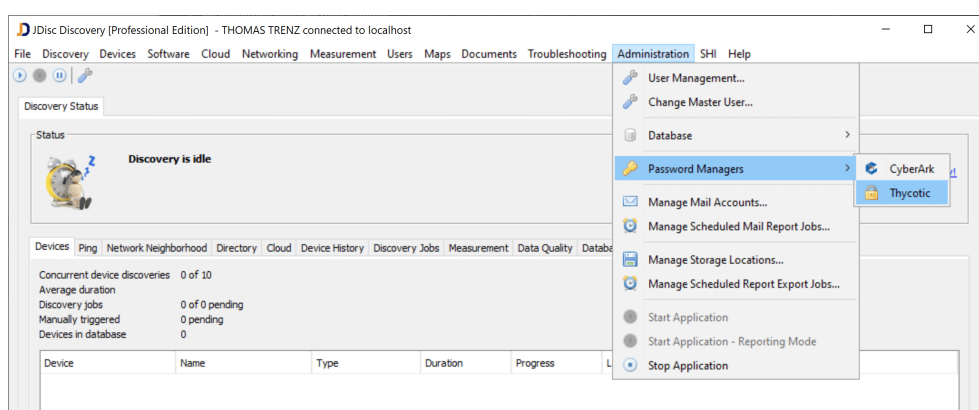 JDisc Discovery [Professional Edition] - THOMAS TRENZ connected to localhost
File Discovery Devices Software Cloud Networking Measurement Users Maps Documents Troubleshooting Administration SHI Help
User Management...
Change Master User...
Database
Password Managers
CyberArk
Thycotic
Manage Mail Accounts...
Manage Scheduled Mail Report Jobs...
Manage Storage Locations...
Manage Scheduled Report Export Jobs...
Start Application
Start Application - Reporting Mode
Stop Application
Discovery Status
Status
z
z
Discovery is idle
Devices Ping Network Neighborhood Directory Cloud Device History Discovery Jobs Measurement Data Quality
Concurrent device discoveries 0 of 10
Average duration
Discovery jobs 0 of 0 pending
Manually triggered 0 pending
Devices in database 0
Device Name Type Duration Progress